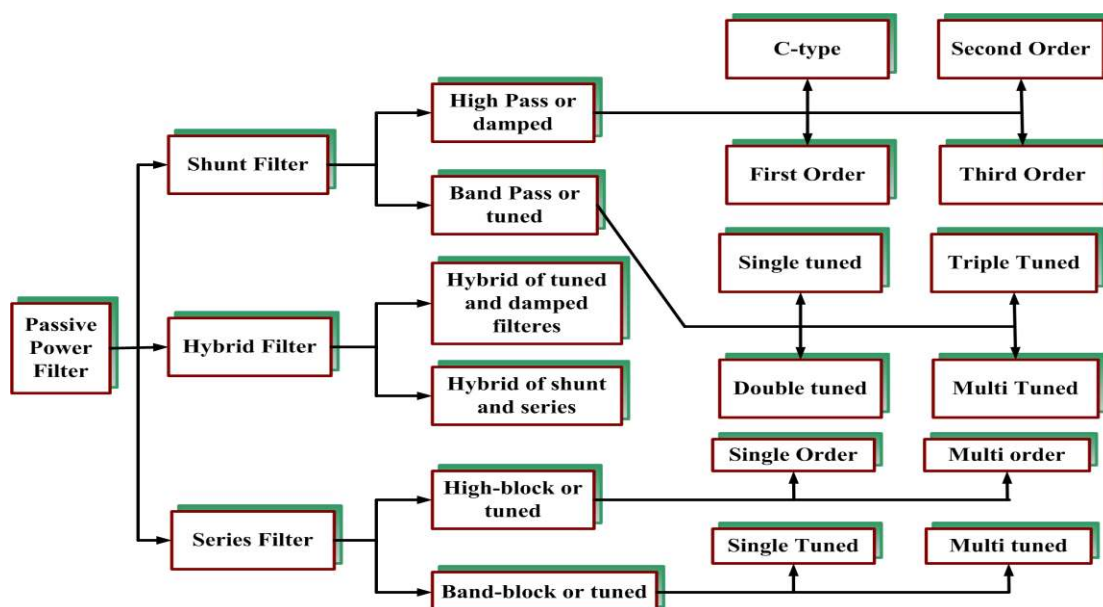 C-type
Second Order
High Pass or
damped
Shunt Filter
First Order
Third Order
Band Pass or
tuned
Single tuned
Triple Tuned
Hybrid of tuned
and damped
filteres
Passive
Power
Filter
Hybrid Filter
Hybrid of shunt
and series
Double tuned
Multi Tuned
Single Order
Multi order
High-block or
tuned
Series Filter
Single Tuned
Multi tuned
Band-block or tuned